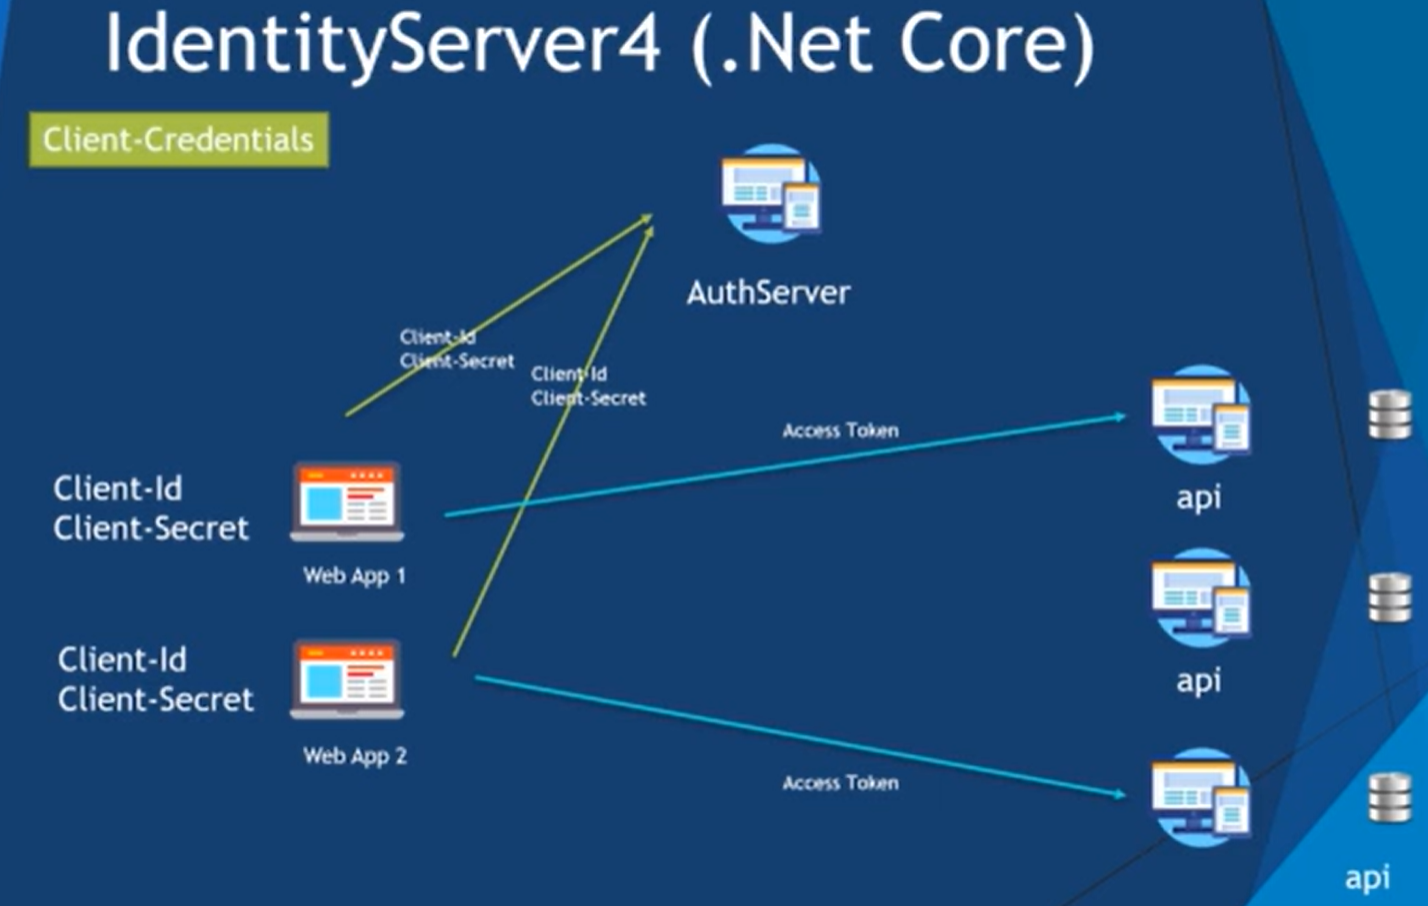 IdentityServer4 (.Net Core)
Client-Credentials
AuthServer
Client-Id
Client-Secret
Client-Id
Client-Secret
Access Token
Client-Id
Client-Secret
Web App 1
api
Client-Id
Client-Secret
Web App 2
api
Access Token
api